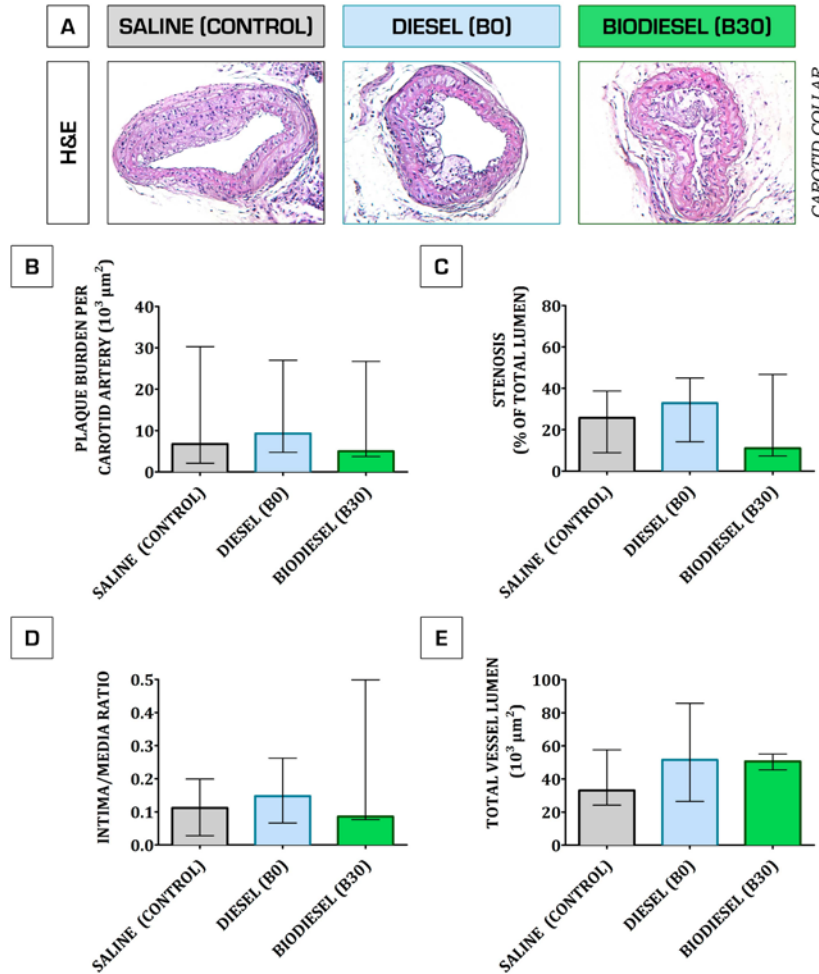 A
SALINE (CONTROL)
DIESEL (B0)
BIODIESEL (B30)
H&E
CAROTID COLLAR
B
PLAQUE BURDEN PER
CAROTID ARTERY (10³ µm²)
40
30
20
10
0
SALINE (CONTROL)
DIESEL (B0)
BIODIESEL (B30)
C
STENOSIS
(% OF TOTAL LUMEN)
80
60
40
20
0
SALINE (CONTROL)
DIESEL (B0)
BIODIESEL (B30)
D
INTIMA/MEDIA RATIO
0.5
0.4
0.3
0.2
0.1
0.0
SALINE (CONTROL)
DIESEL (B0)
BIODIESEL (B30)
E
TOTAL VESSEL LUMEN
(10³ µm²)
100
80
60
40
20
0
SALINE (CONTROL)
DIESEL (B0)
BIODIESEL (B30)